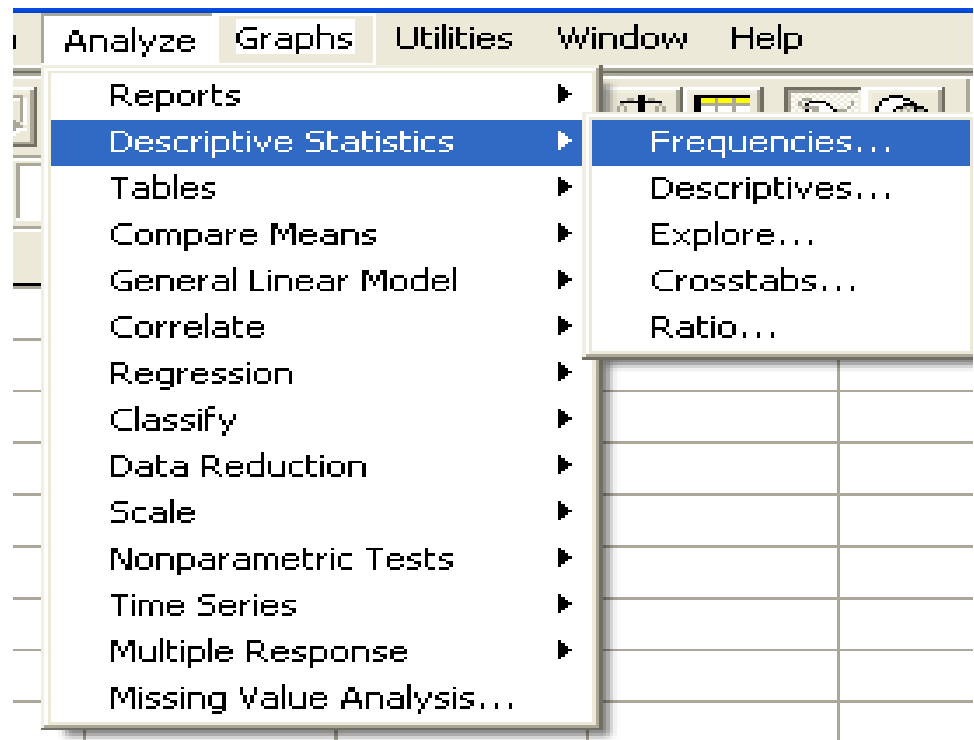 Analyze Graphs Utilities Window Help
Reports
Descriptive Statistics
Tables
Compare Means
General Linear Model
Correlate
Regression
Classify
Data Reduction
Scale
Nonparametric Tests
Time Series
Multiple Response
Missing Value Analysis...
Frequencies...
Descriptives...
Explore...
Crosstabs...
Ratio...